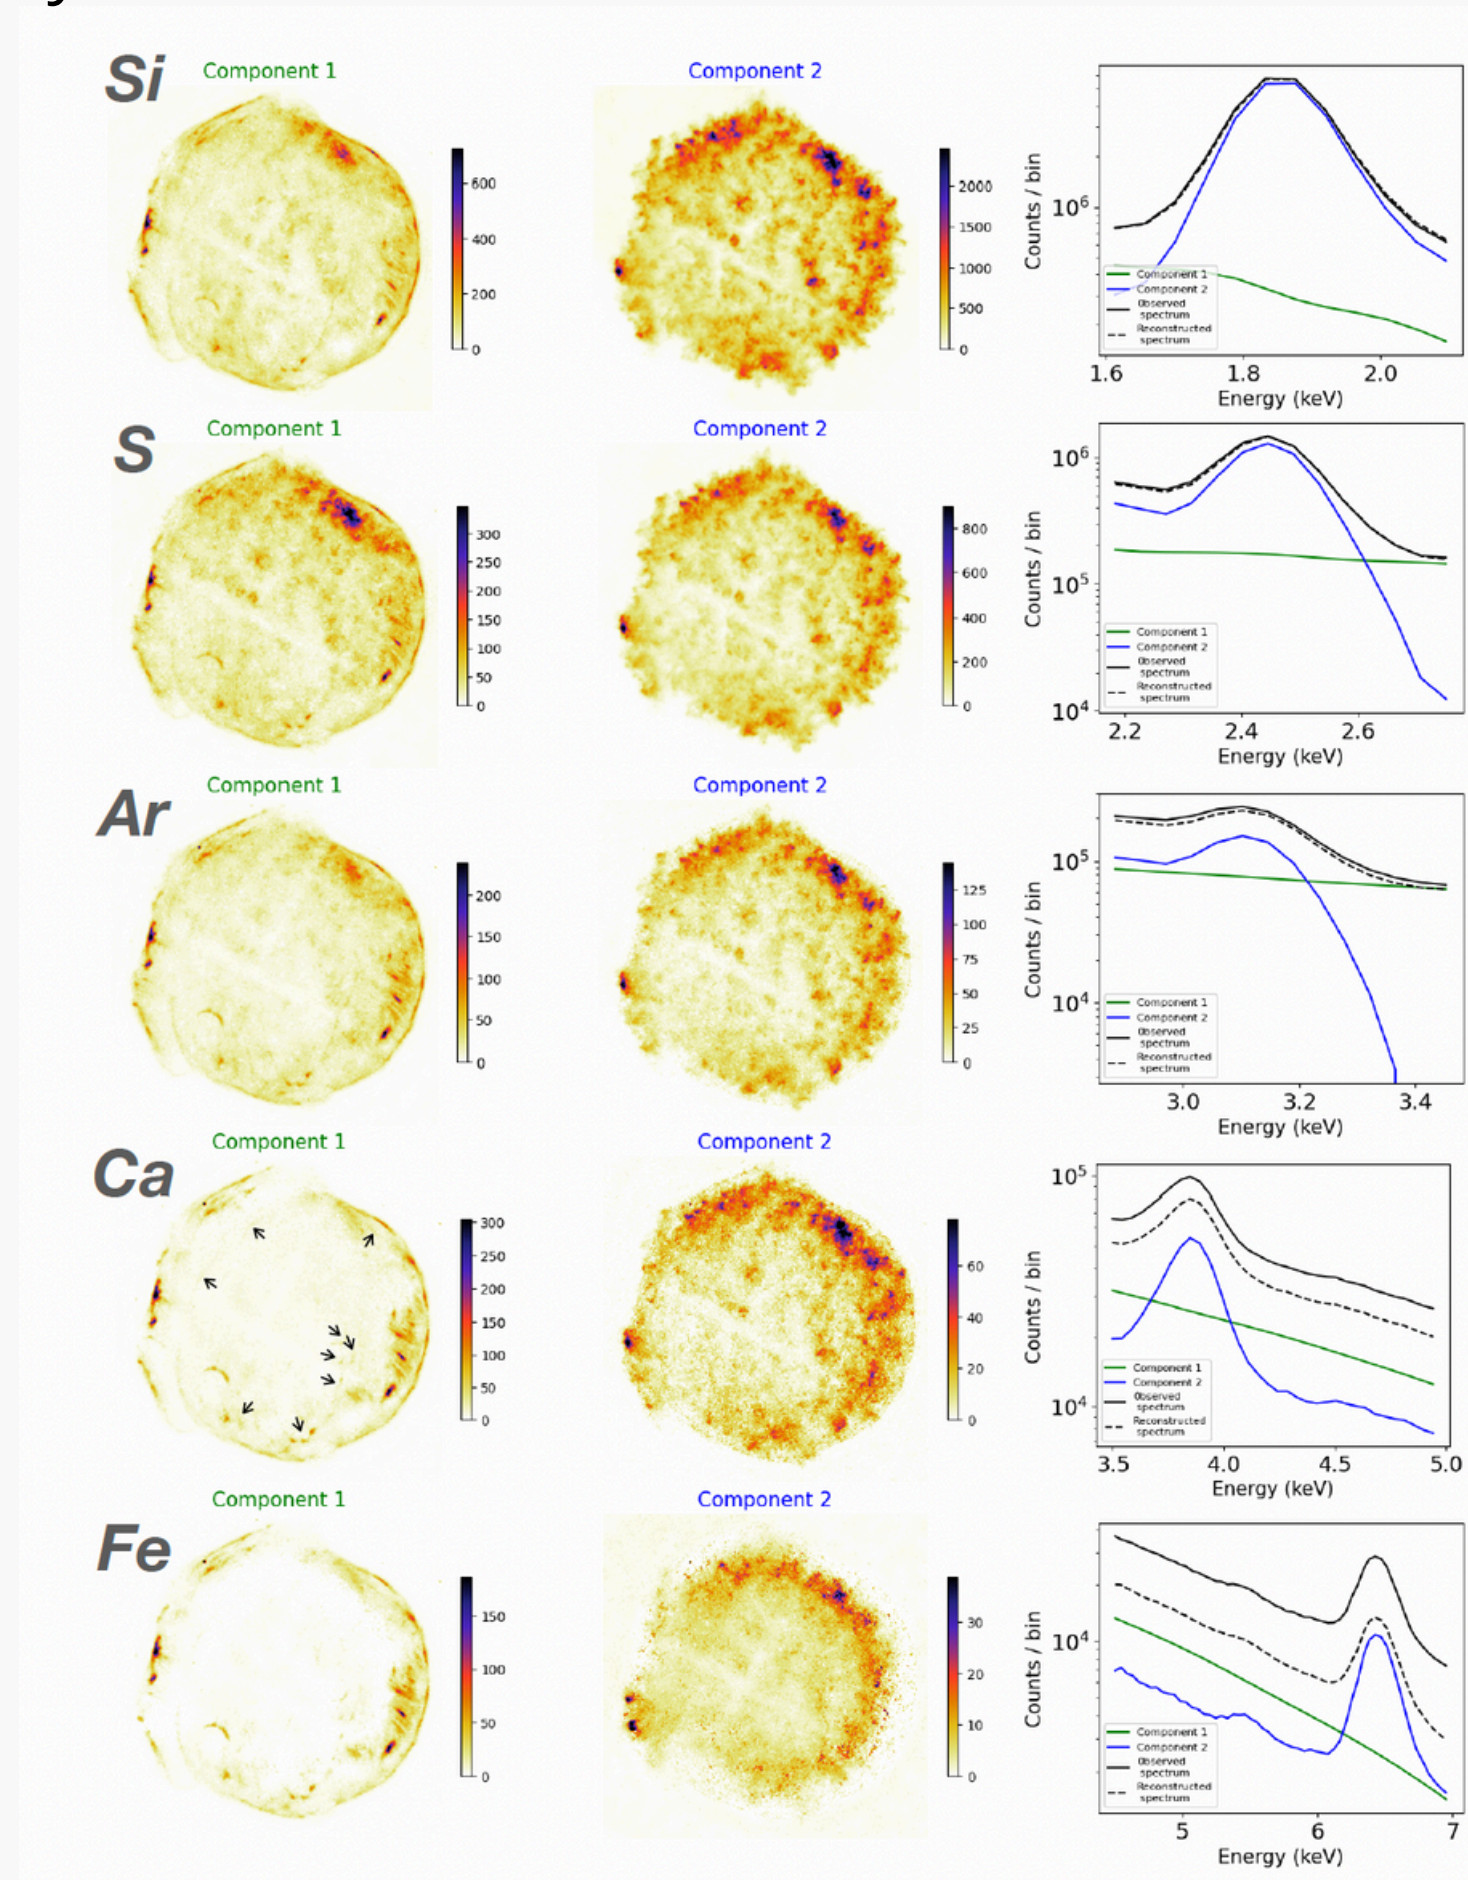 Si
Component 1
Component 2
600
400
200
0
2000
1500
1000
500
0
Counts / bin
10^6
Component 1
Component 2
Observed
spectrum
Reconstructed
spectrum
1.6 1.8 2.0
Energy (keV)
S
Component 1
Component 2
300
250
200
150
100
50
0
800
600
400
200
0
Counts / bin
10^6
10^5
10^4
Component 1
Component 2
Observed
spectrum
Reconstructed
spectrum
2.2 2.4 2.6
Energy (keV)
Ar
Component 1
Component 2
200
150
100
50
0
125
100
75
50
25
0
Counts / bin
10^5
10^4
Component 1
Component 2
Observed
spectrum
Reconstructed
spectrum
3.0 3.2 3.4
Energy (keV)
Ca
Component 1
Component 2
300
250
200
150
100
50
0
60
40
20
0
Counts / bin
10^5
10^4
Component 1
Component 2
Observed
spectrum
Reconstructed
spectrum
3.5 4.0 4.5 5.0
Energy (keV)
Fe
Component 1
Component 2
150
100
50
0
30
20
10
0
Counts / bin
10^4
Component 1
Component 2
Observed
spectrum
Reconstructed
spectrum
5 6 7
Energy (keV)